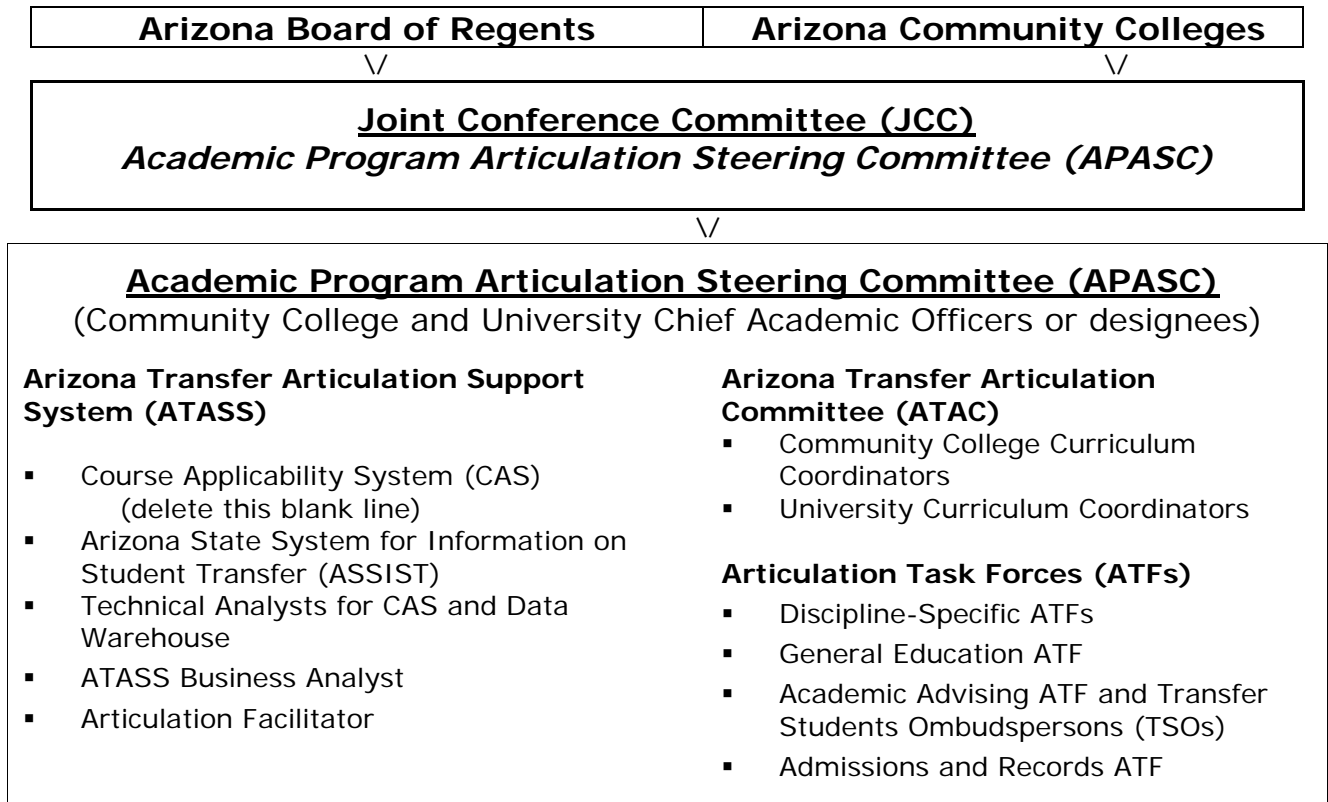 Arizona Board of Regents
Arizona Community Colleges
\/
\/
Joint Conference Committee (JCC)
Academic Program Articulation Steering Committee (APASC)
\/
Academic Program Articulation Steering Committee (APASC)
(Community College and University Chief Academic Officers or designees)
Arizona Transfer Articulation Support
System (ATASS)
▪ Course Applicability System (CAS)
(delete this blank line)
▪ Arizona State System for Information on
Student Transfer (ASSIST)
▪ Technical Analysts for CAS and Data
Warehouse
▪ ATASS Business Analyst
▪ Articulation Facilitator
Arizona Transfer Articulation
Committee (ATAC)
▪ Community College Curriculum
Coordinators
▪ University Curriculum Coordinators
Articulation Task Forces (ATFs)
▪ Discipline-Specific ATFs
▪ General Education ATF
▪ Academic Advising ATF and Transfer
Students Ombudspersons (TSOs)
▪ Admissions and Records ATF